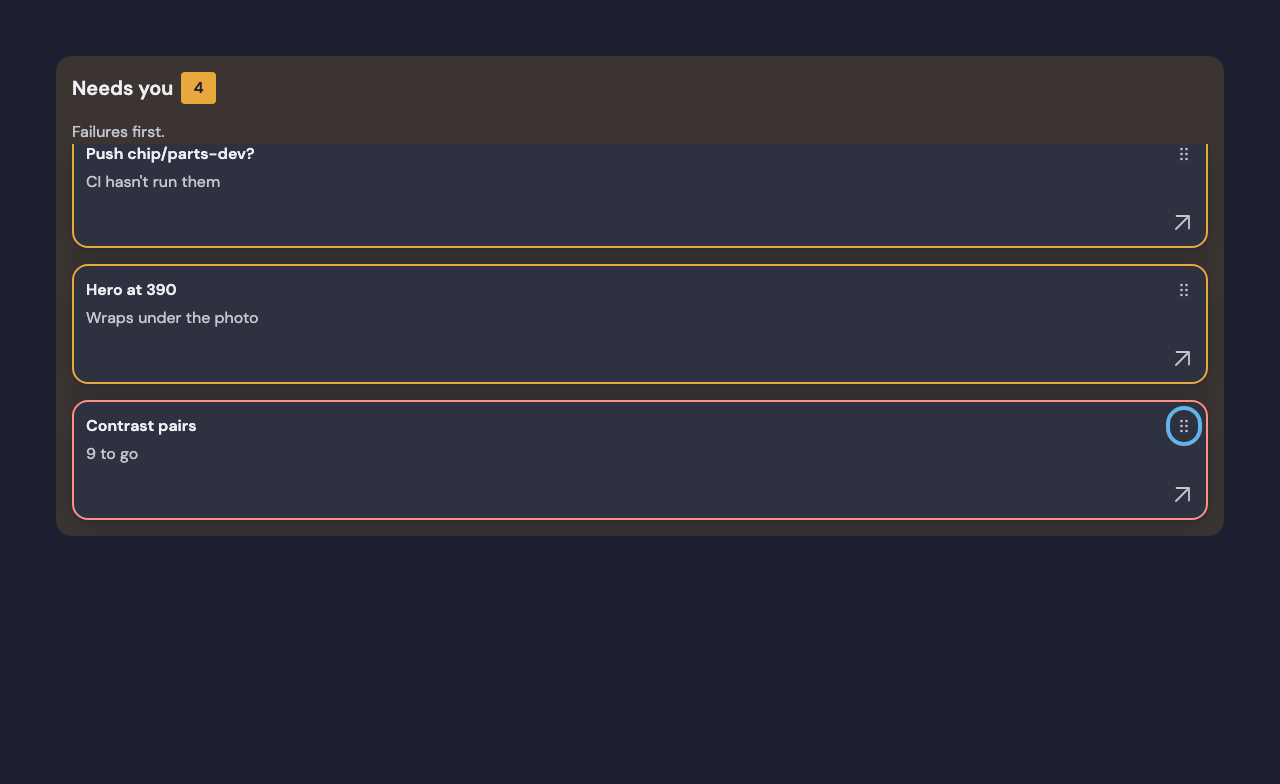 Needs you 4
Failures first.
Push chip/parts-dev?
CI hasn't run them
Hero at 390
Wraps under the photo
Contrast pairs
9 to go